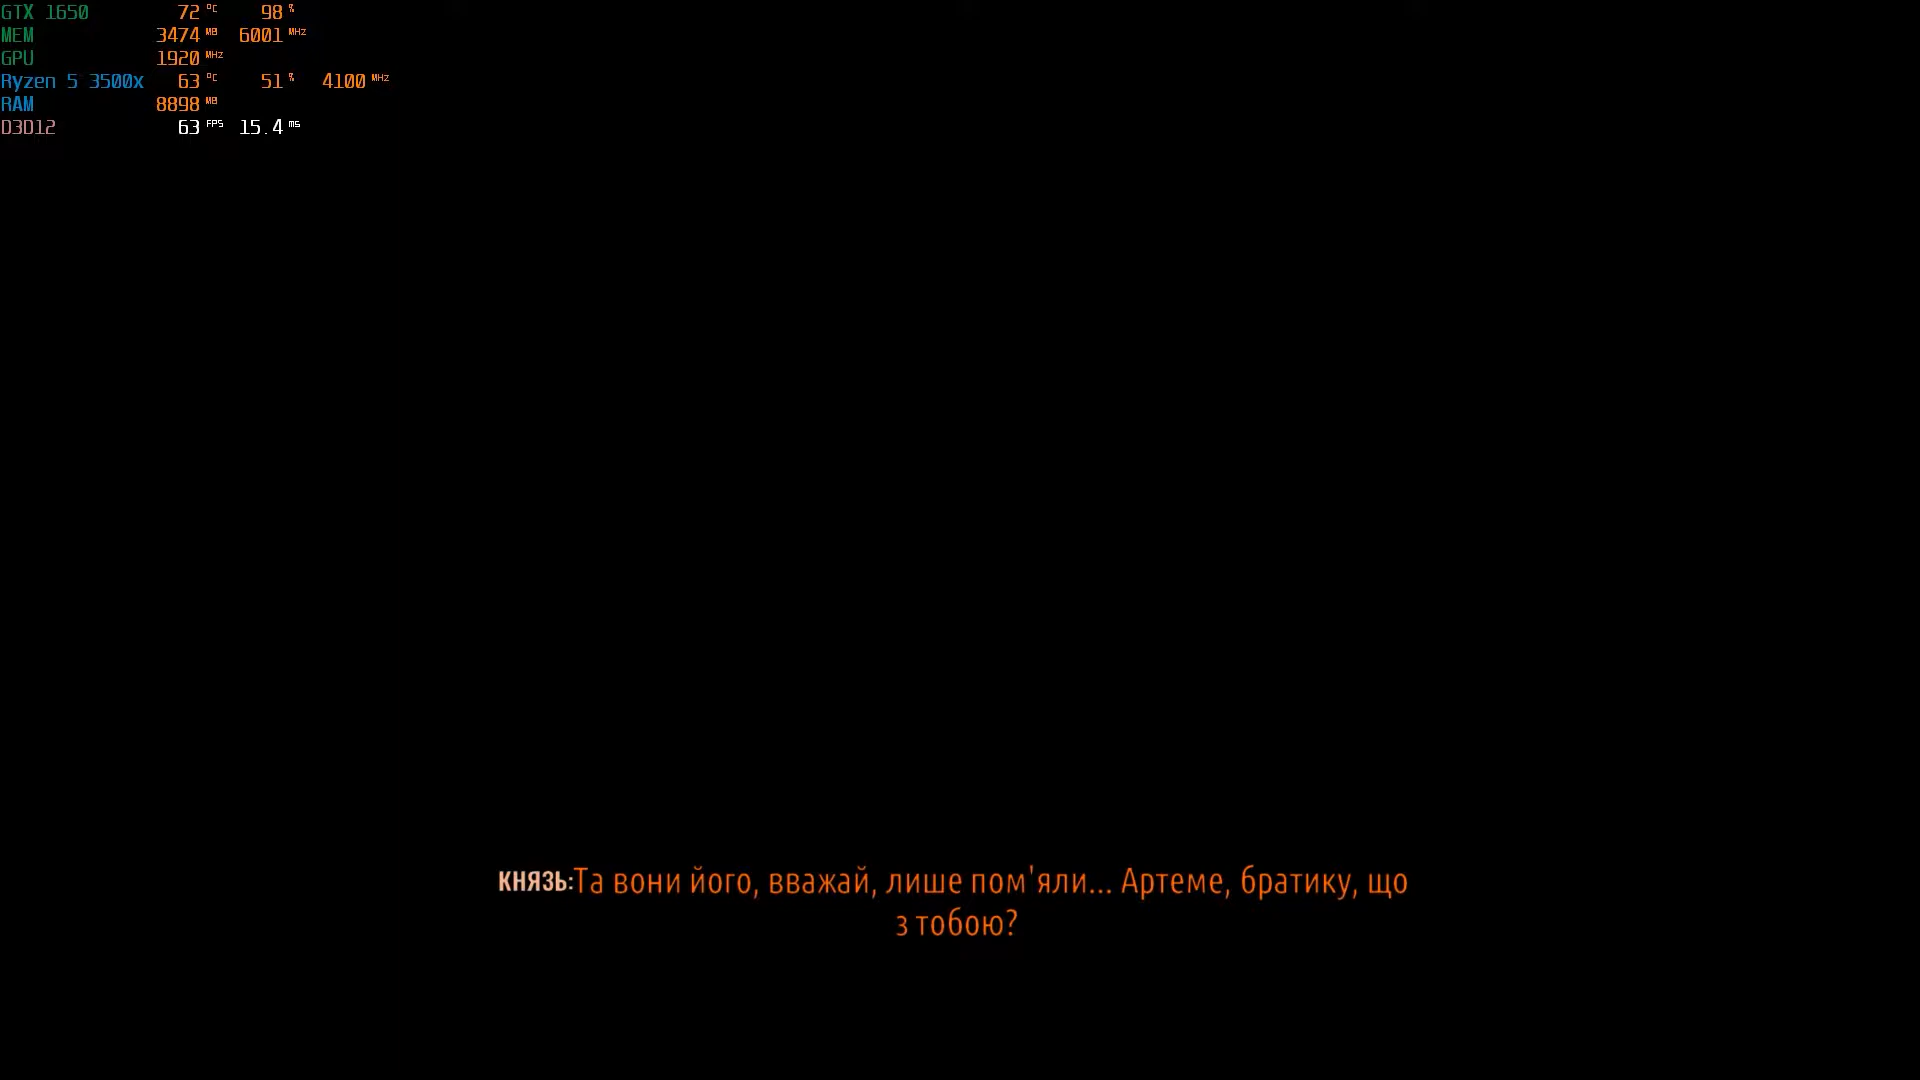 GTX 1650 72 °C 98 %
MEM 3474 MB 6001 MHz
GPU 1920 MHz
Ryzen 5 3500x 63 °C 51 % 4100 MHz
RAM 8898 MB
D3D12 63 FPS 15.4 ms
КНЯЗЬ:Та вони його, вважай, лише пом'яли... Артеме, братику, що
з тобою?